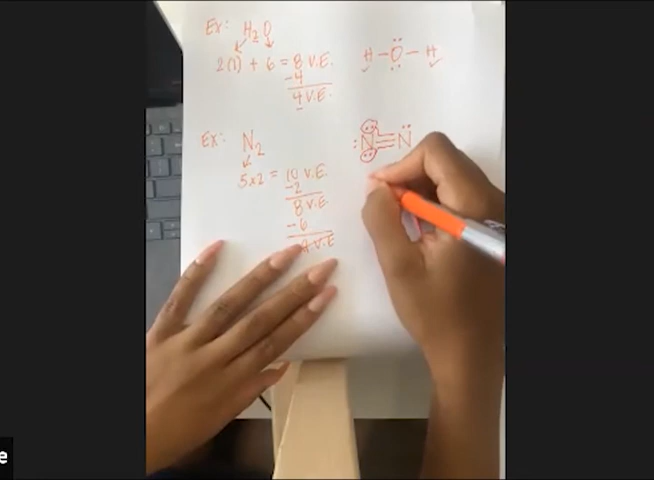 Ex: H2O
2(1) + 6 = 8 V.E.
-4
4 V.E.
H - O - H
Ex: N2
5x2 = 10 V.E.
-2
8 V.E.
-6
V.E
:N≡N
e